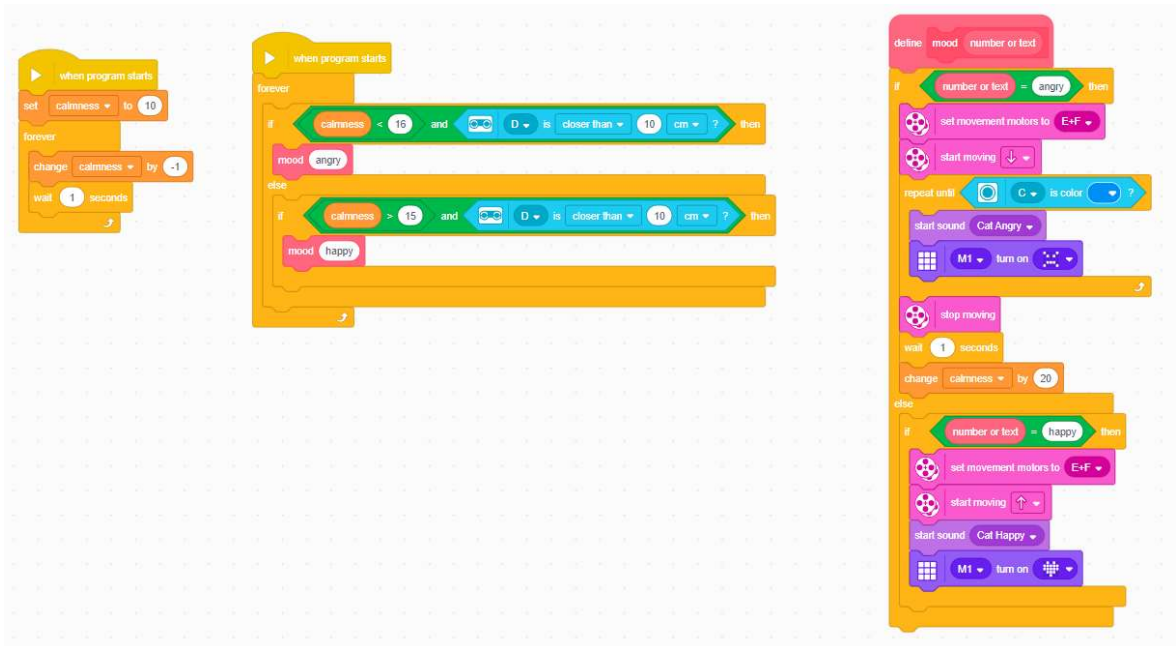 when program starts
set calmness to 10
forever
change calmness by -1
wait 1 seconds
when program starts
forever
if calmness < 16 and D is closer than 10 cm ? then
mood angry
else
if calmness > 15 and D is closer than 10 cm ? then
mood happy
define mood number or text
if number or text = angry then
set movement motors to E+F
start moving
repeat until C is color ?
start sound Cat Angry
M1 turn on
stop moving
wait 1 seconds
change calmness by 20
else
if number or text = happy then
set movement motors to E+F
start moving
start sound Cat Happy
M1 turn on